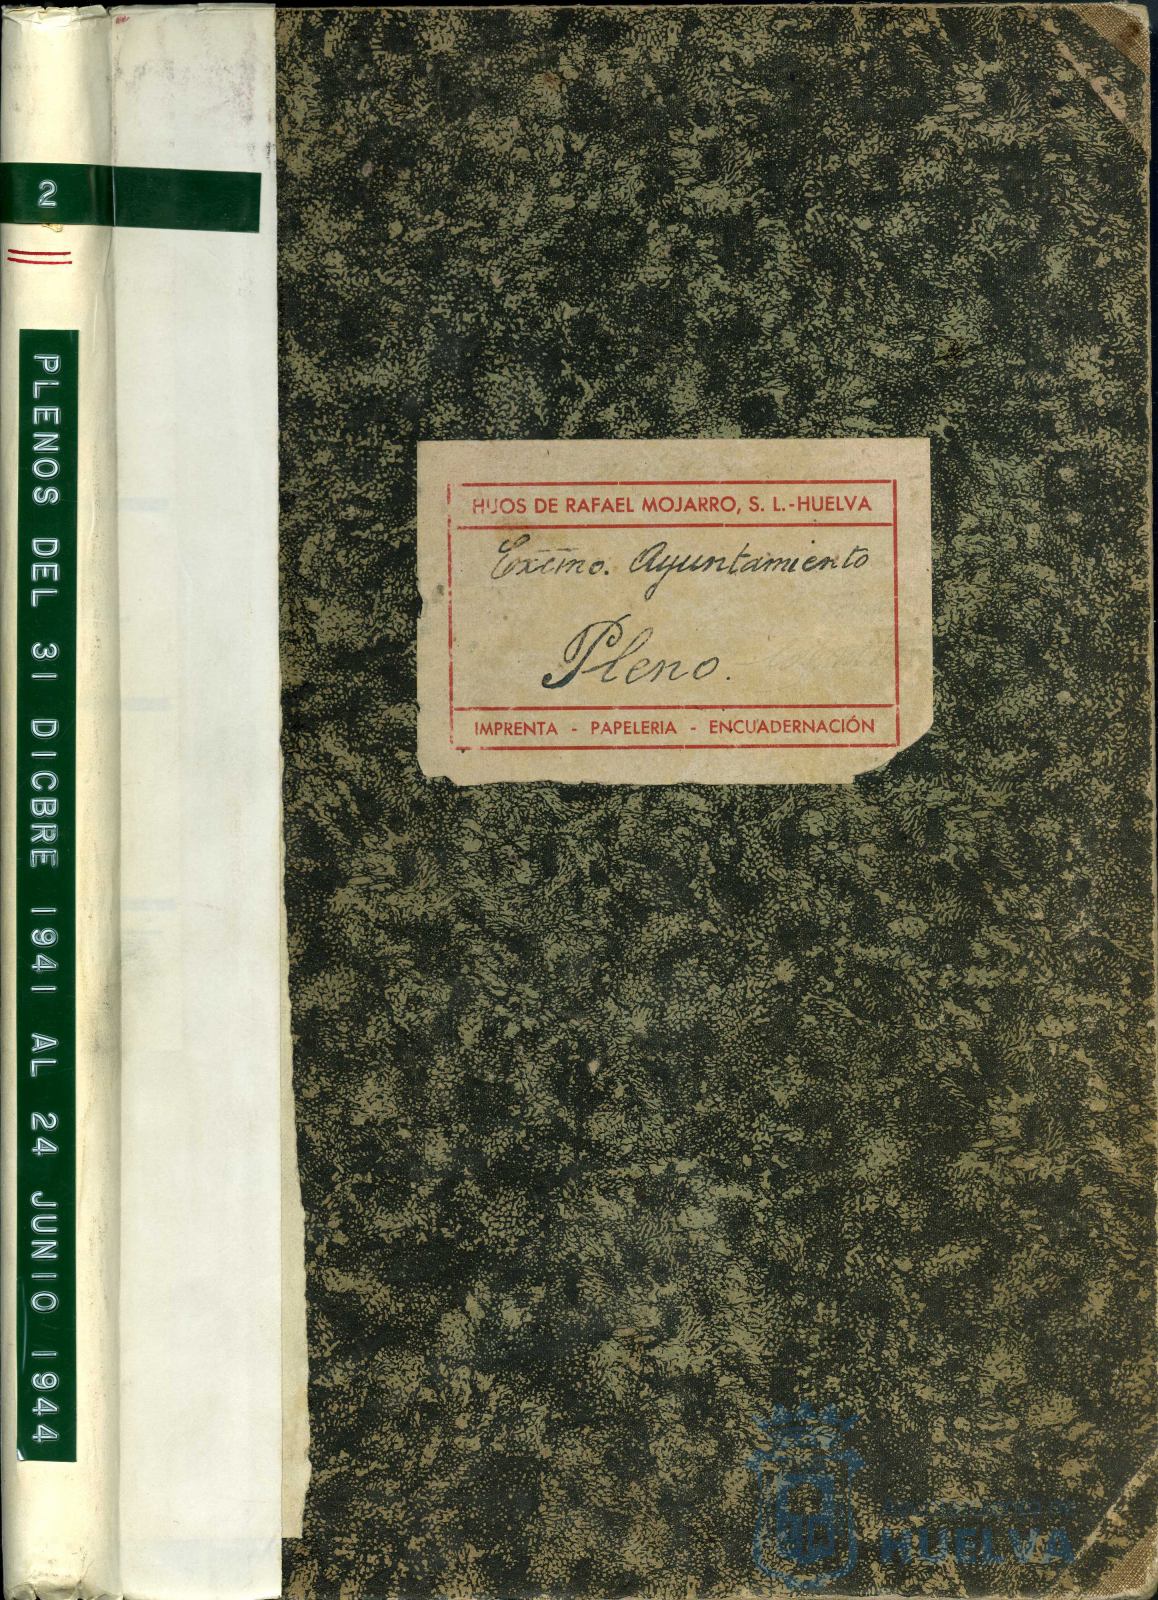 2
PLENOS DEL 31 DICBRE 1941 AL 24 JUNIO 1944
HIJOS DE RAFAEL MOJARRO, S. L.-HUELVA
Excmo. Ayuntamiento
Pleno.
IMPRENTA - PAPELERIA - ENCUADERNACIÓN
HUELVA